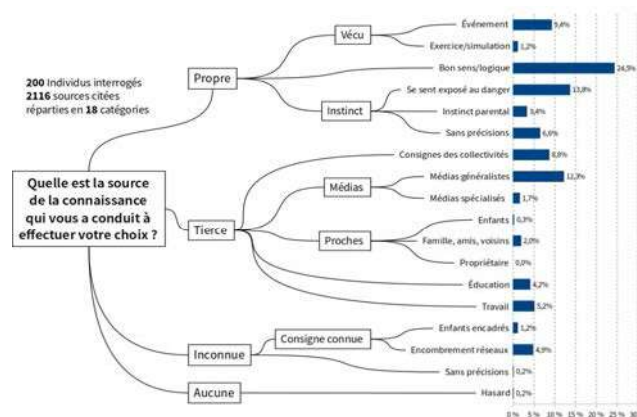 200 Individus interrogés
2116 sources citées
réparties en 18 catégories
Quelle est la source
de la connaissance
qui vous a conduit à
effectuer votre choix ?
Propre
Vécu
Événement
9,4%
Exercice/simulation
1,2%
Bon sens/logique
24,5%
Instinct
Se sent exposé au danger
13,8%
Instinct parental
3,4%
Sans précisions
6,6%
Tierce
Consignes des collectivités
8,8%
Médias
Médias généralistes
12,3%
Médias spécialisés
1,7%
Proches
Enfants
0,3%
Famille, amis, voisins
2,0%
Propriétaire
0,0%
Éducation
4,2%
Travail
5,2%
Inconnue
Consigne connue
Enfants encadrés
1,2%
Encombrement réseaux
4,9%
Sans précisions
0,2%
Aucune
Hasard
0,2%
0 % 5 % 10 % 15 % 20 % 25 %